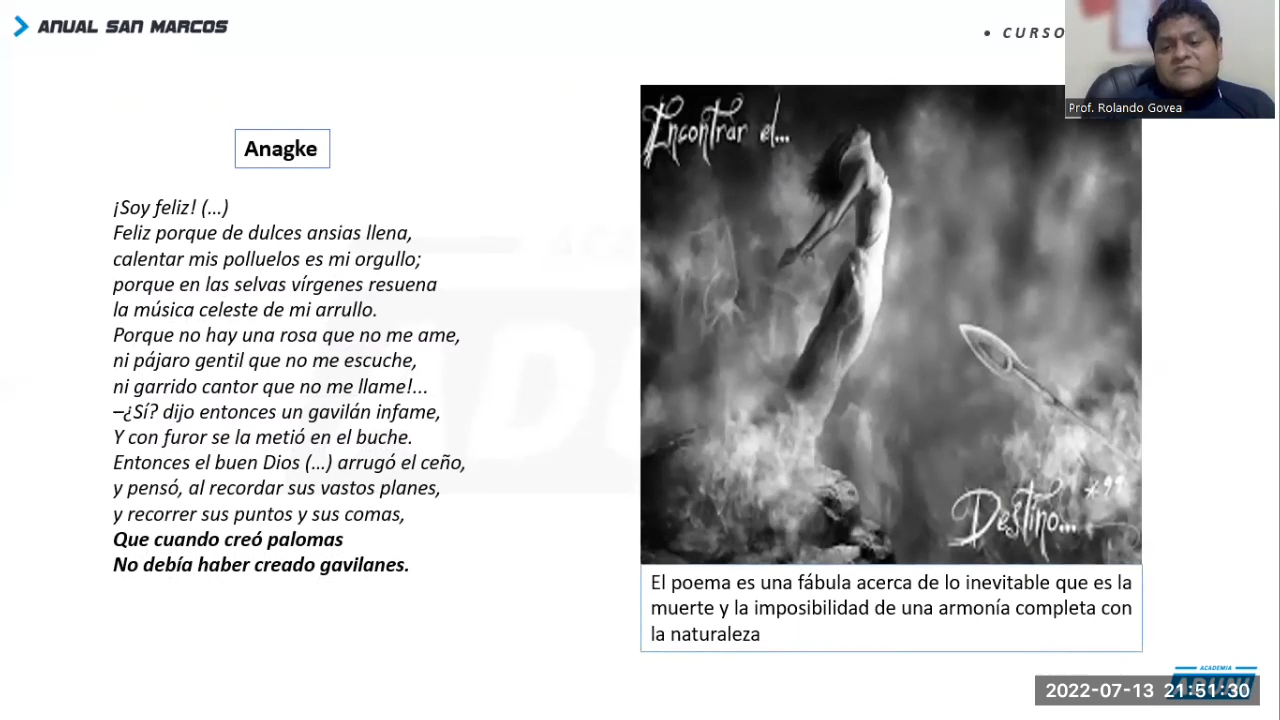 ANUAL SAN MARCOS
• CURSO
Prof. Rolando Govea
Anagke
¡Soy feliz! (...)
Feliz porque de dulces ansias llena,
calentar mis polluelos es mi orgullo;
porque en las selvas vírgenes resuena
la música celeste de mi arrullo.
Porque no hay una rosa que no me ame,
ni pájaro gentil que no me escuche,
ni garrido cantor que no me llame!...
–¿Sí? dijo entonces un gavilán infame,
Y con furor se la metió en el buche.
Entonces el buen Dios (...) arrugó el ceño,
y pensó, al recordar sus vastos planes,
y recorrer sus puntos y sus comas,
Que cuando creó palomas
No debía haber creado gavilanes.
Encontrar el...
Destino...
El poema es una fábula acerca de lo inevitable que es la
muerte y la imposibilidad de una armonía completa con
la naturaleza
ACADEMIA
ADUNI
2022-07-13 21:51:30